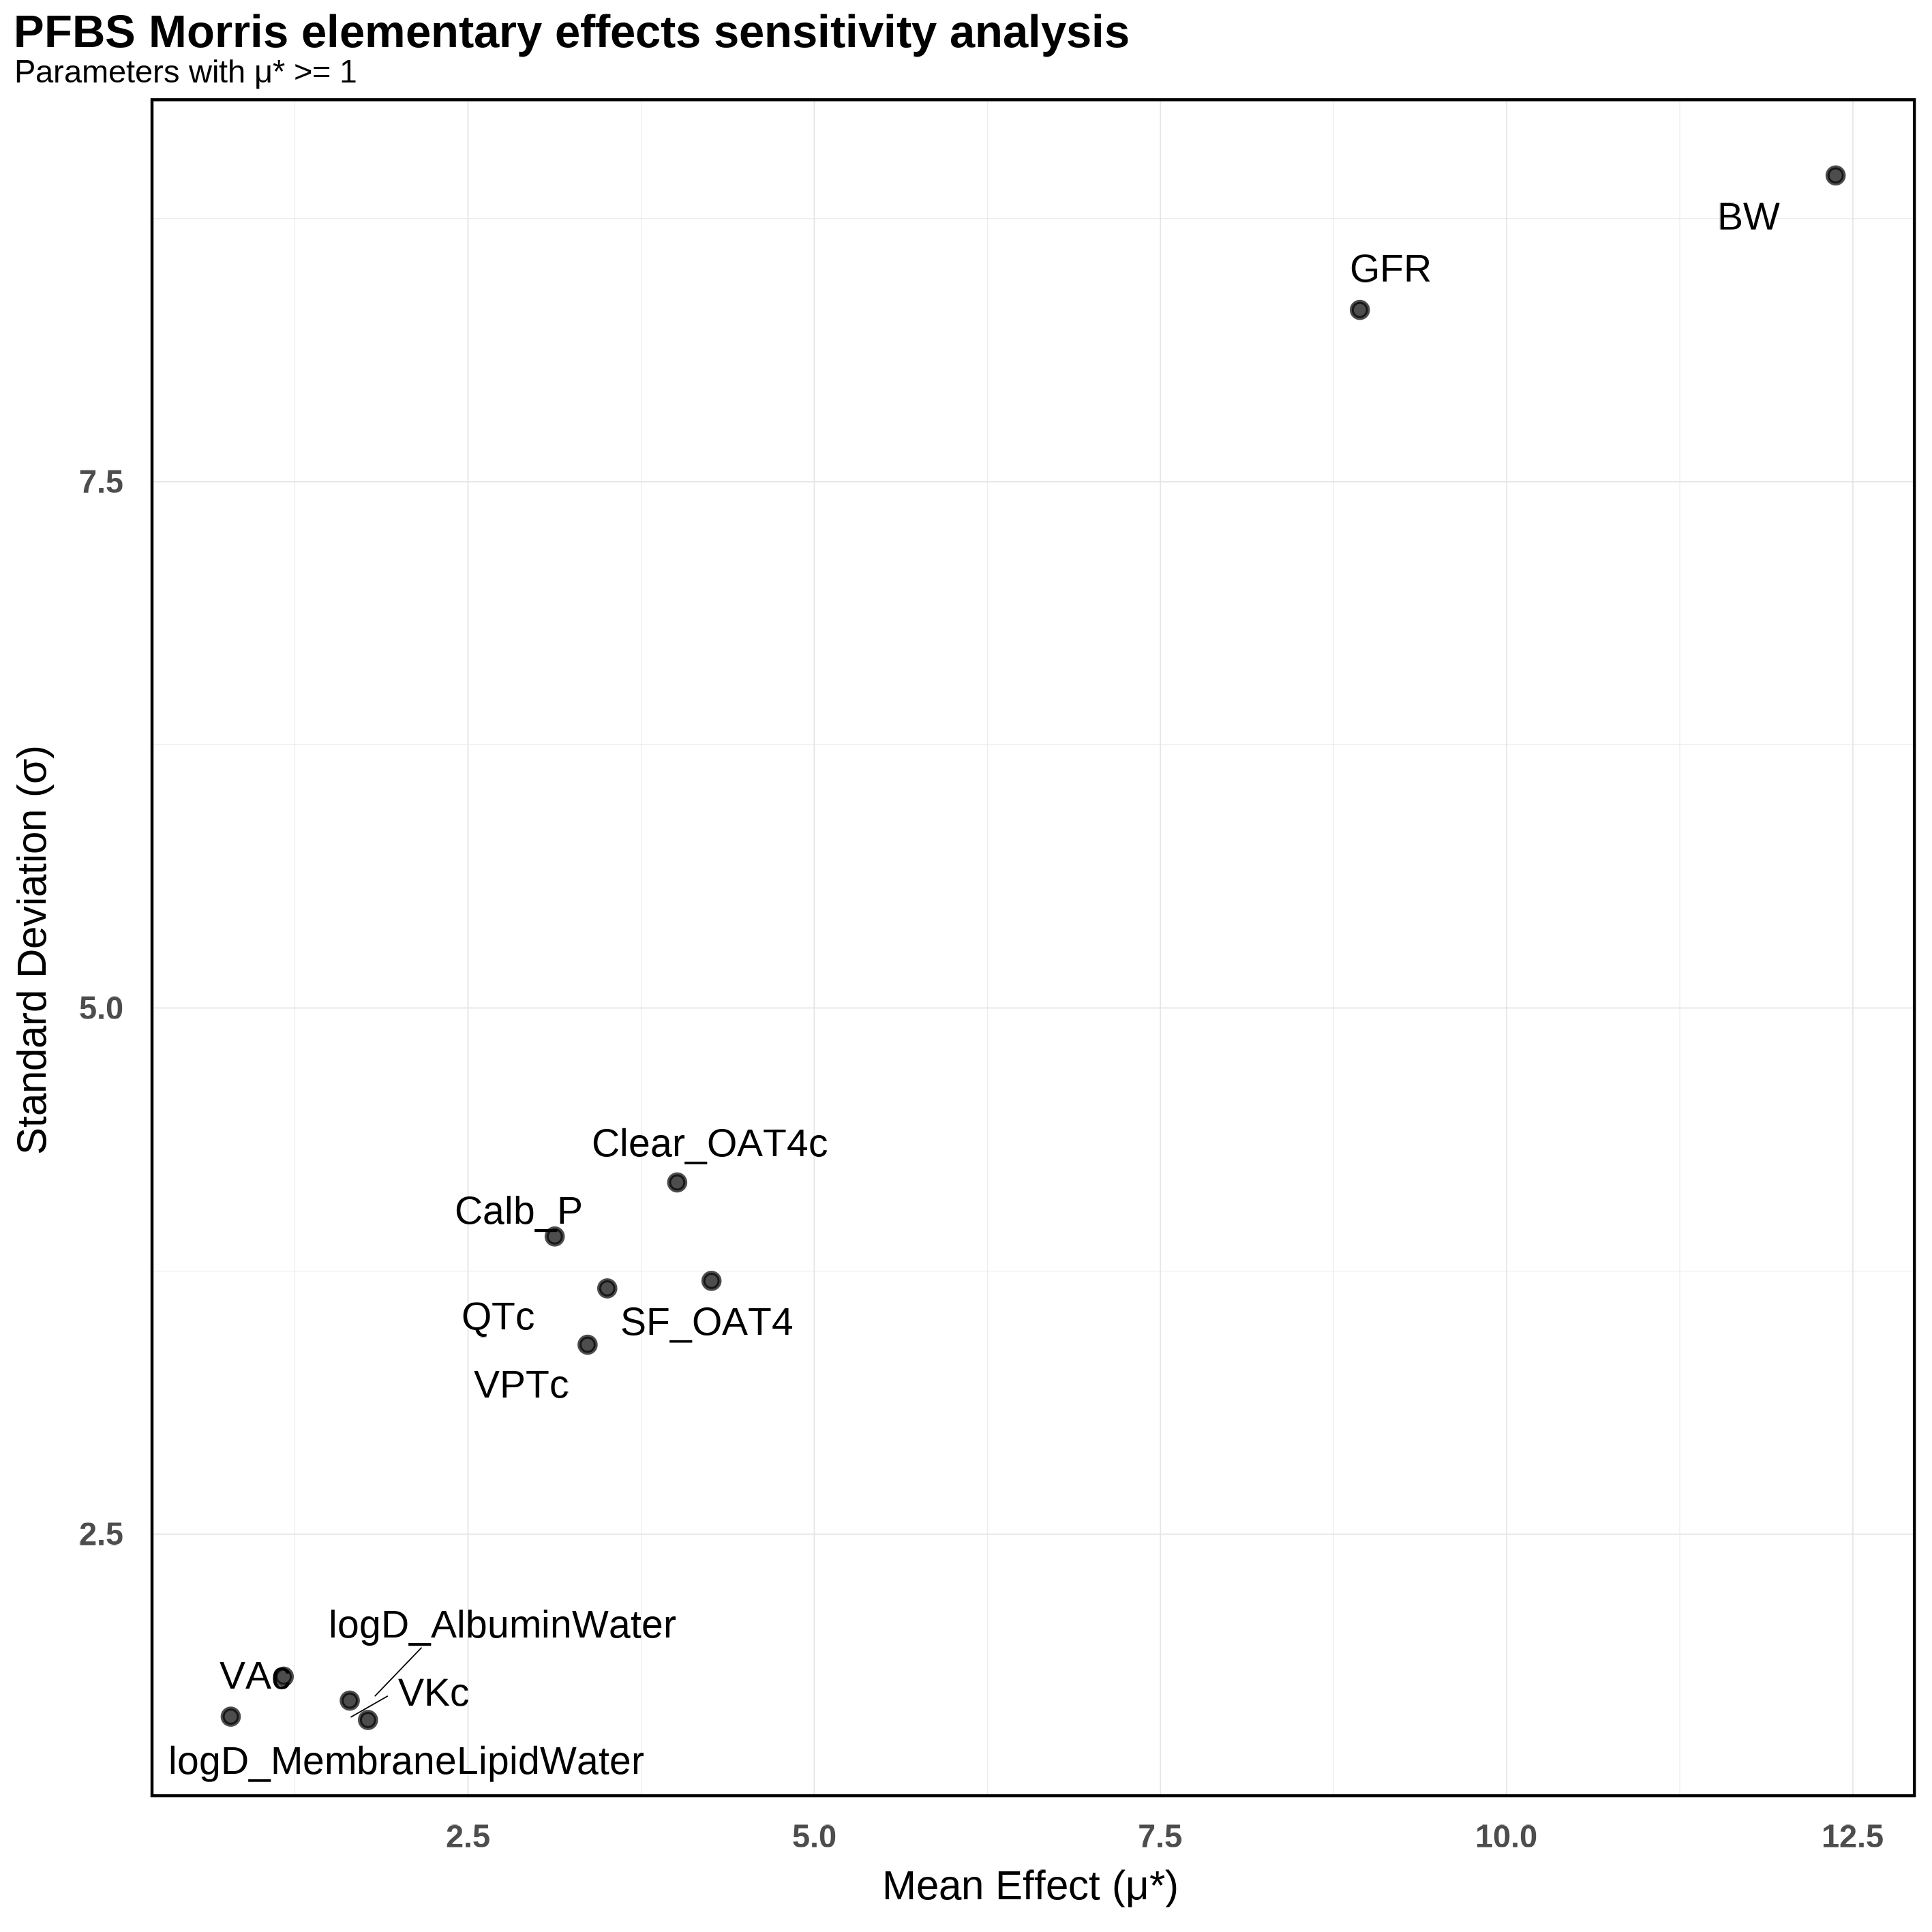 PFBS Morris elementary effects sensitivity analysis
Parameters with μ* >= 1
BW
GFR
7.5
Standard Deviation (σ)
5.0
Clear_OAT4c
Calb_P
QTc
SF_OAT4
VPTc
2.5
logD_AlbuminWater
VAc
VKc
logD_MembraneLipidWater
2.5
5.0
7.5
10.0
12.5
Mean Effect (μ*)